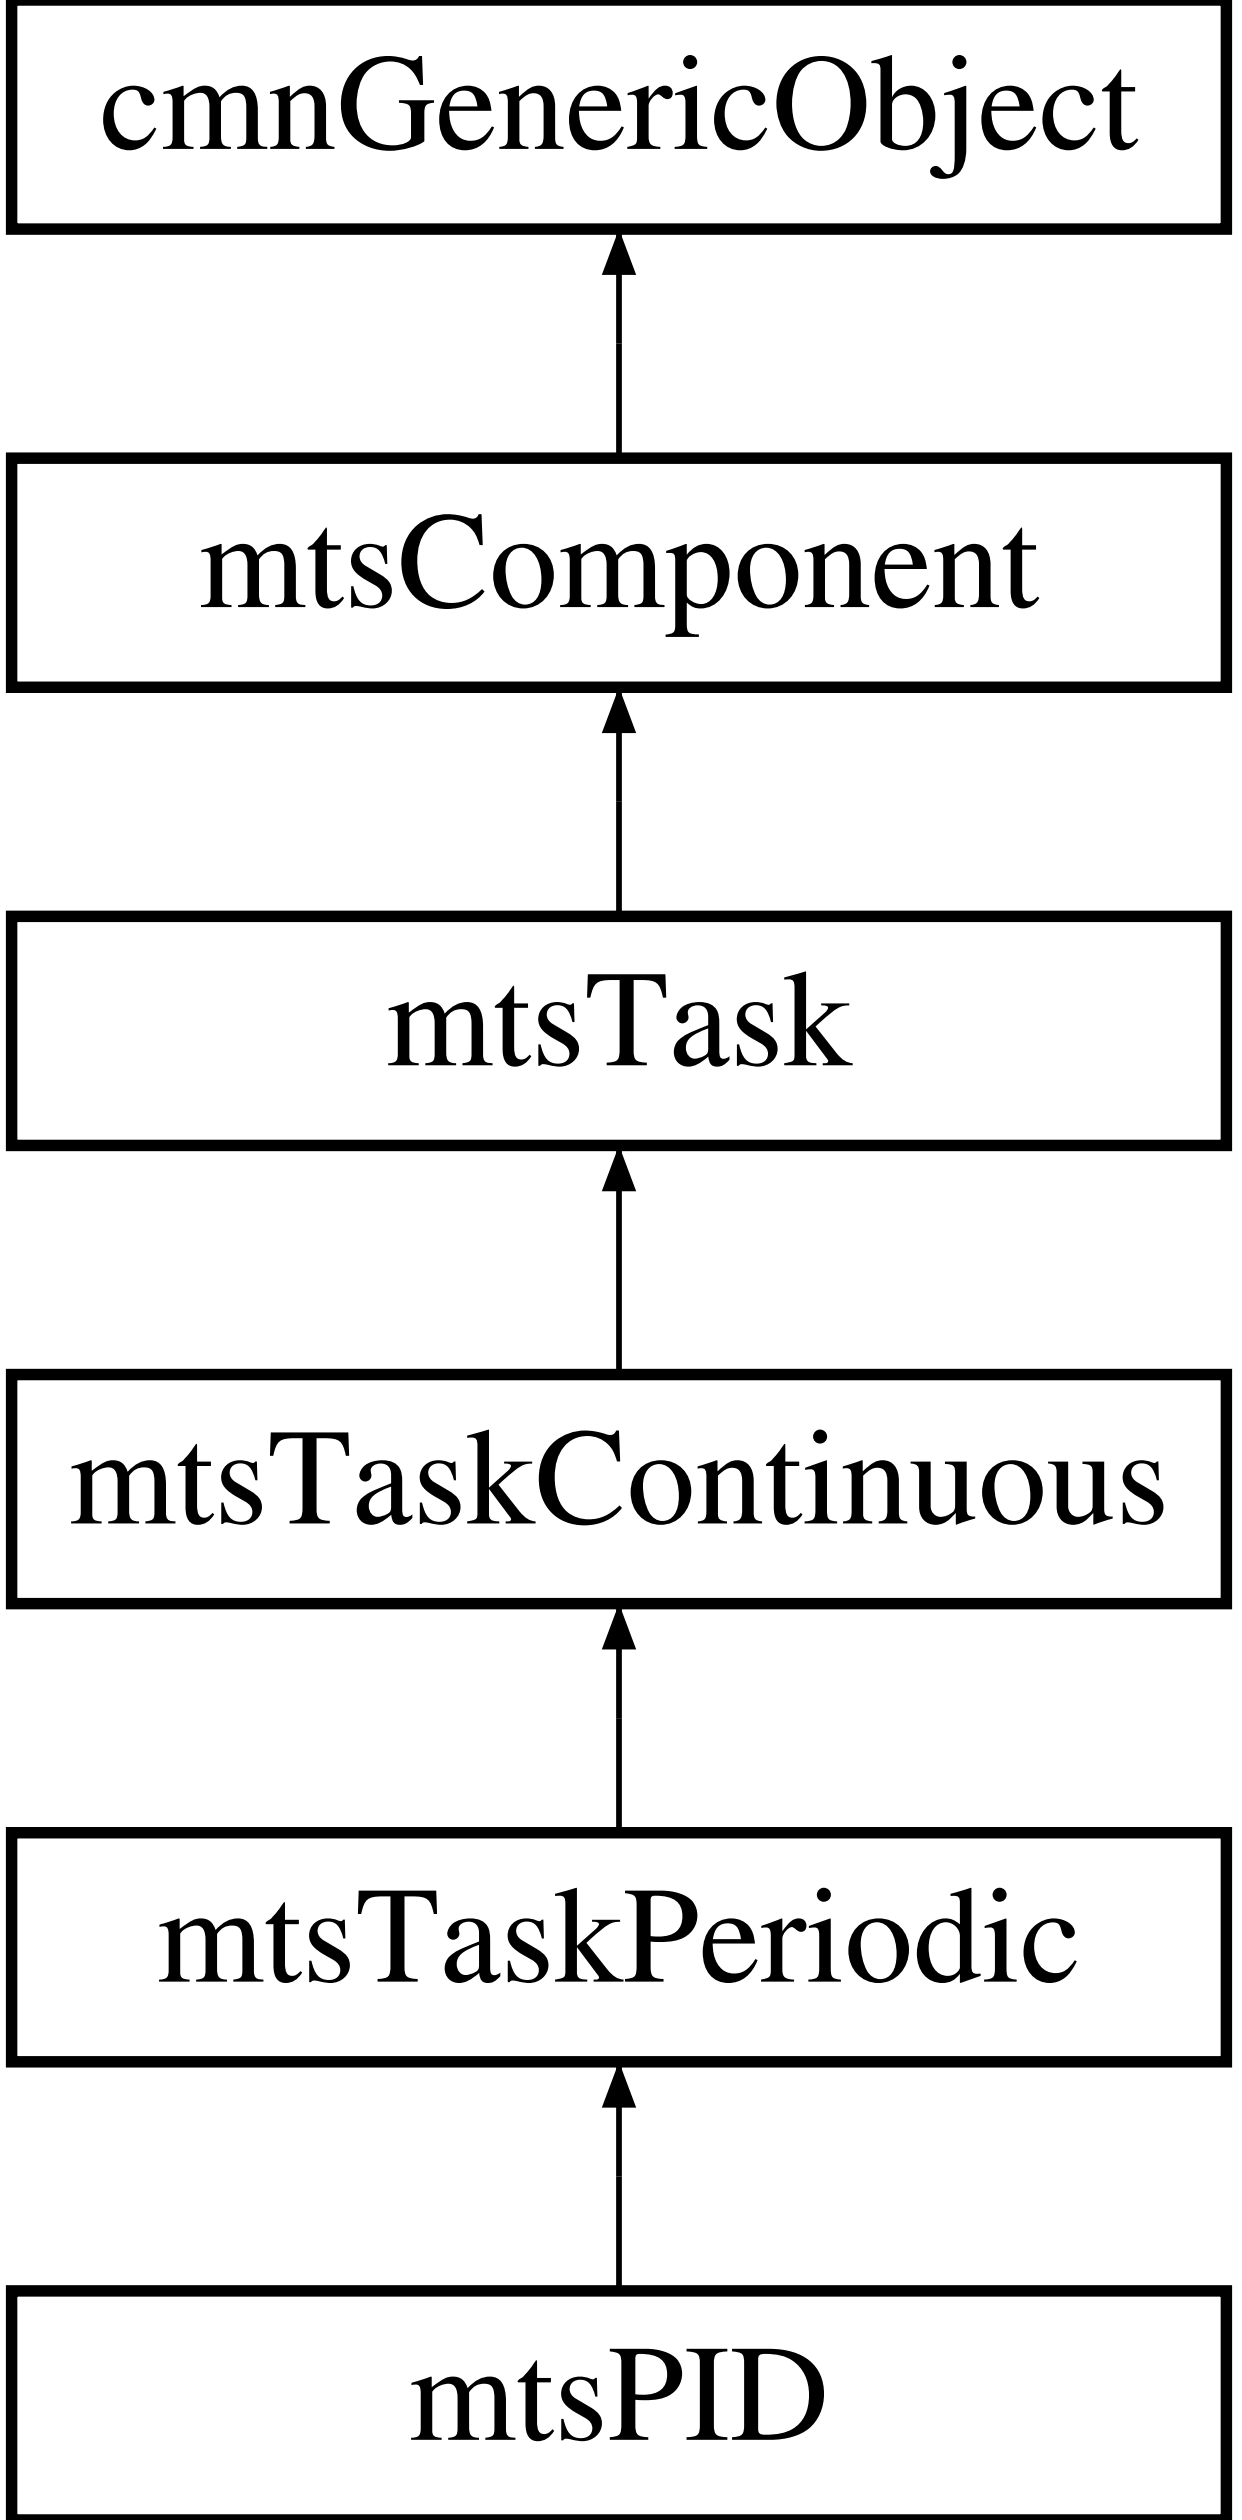 cmnGenericObject
mtsComponent
mtsTask
mtsTaskContinuous
mtsTaskPeriodic
mtsPID